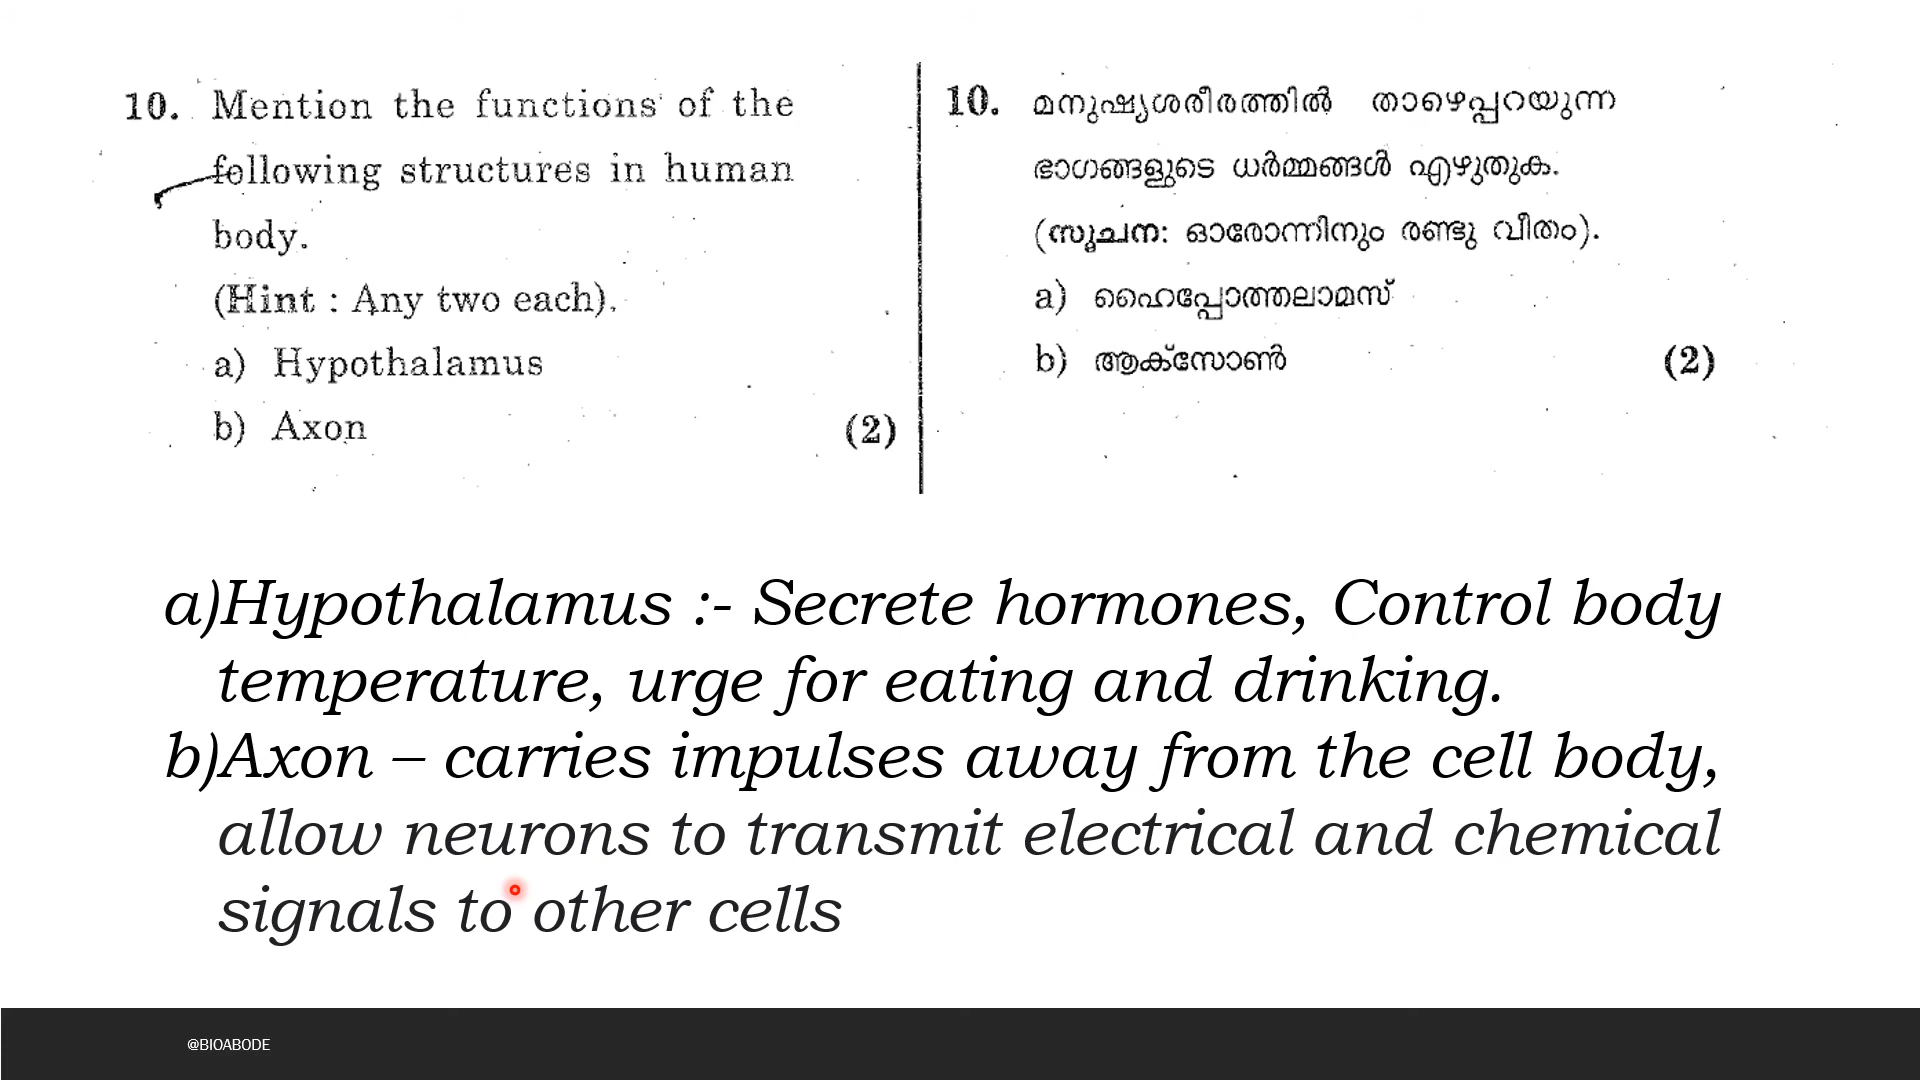 10. Mention the functions of the
following structures in human
body.
(Hint : Any two each).
a) Hypothalamus
b) Axon (2)
10. മനുഷ്യശരീരത്തിൽ താഴെപ്പറയുന്ന
ഭാഗങ്ങളുടെ ധർമ്മങ്ങൾ എഴുതുക.
(സൂചന: ഓരോന്നിനും രണ്ടു വീതം).
a) ഹൈപ്പോത്തലാമസ്
b) ആക്സോൺ (2)
a)Hypothalamus :- Secrete hormones, Control body
temperature, urge for eating and drinking.
b)Axon – carries impulses away from the cell body,
allow neurons to transmit electrical and chemical
signals to other cells
@BIOABODE